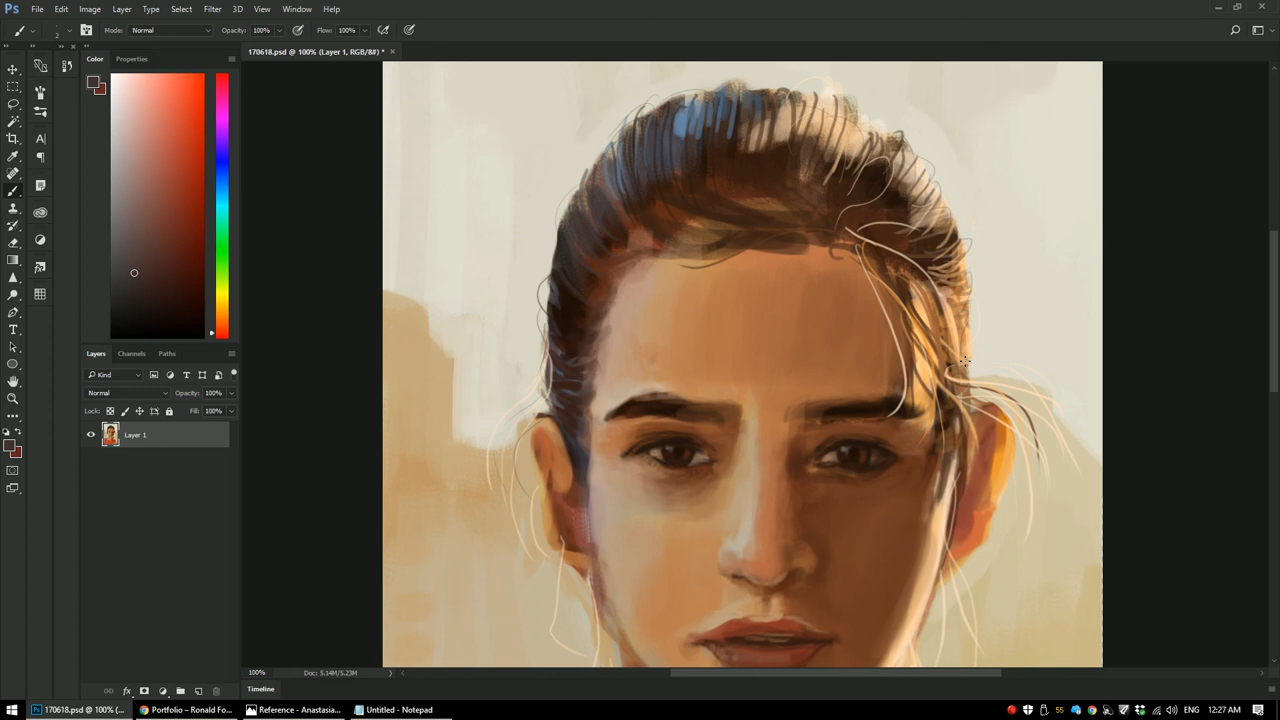 Ps File Edit Image Layer Type Select Filter 3D View Window Help
2 Mode: Normal Opacity: 100% Flow: 100%
170618.psd @ 100% (Layer 1, RGB/8#) * ×
Color Properties
Layers Channels Paths
Kind
Normal Opacity: 100%
Lock: Fill: 100%
Layer 1
100% Doc: 5.14M/5.23M
Timeline
170618.psd @ 100% (... Portfolio – Ronald Fo... Reference - Anastasia... Untitled - Notepad 55 ENG 12:27 AM